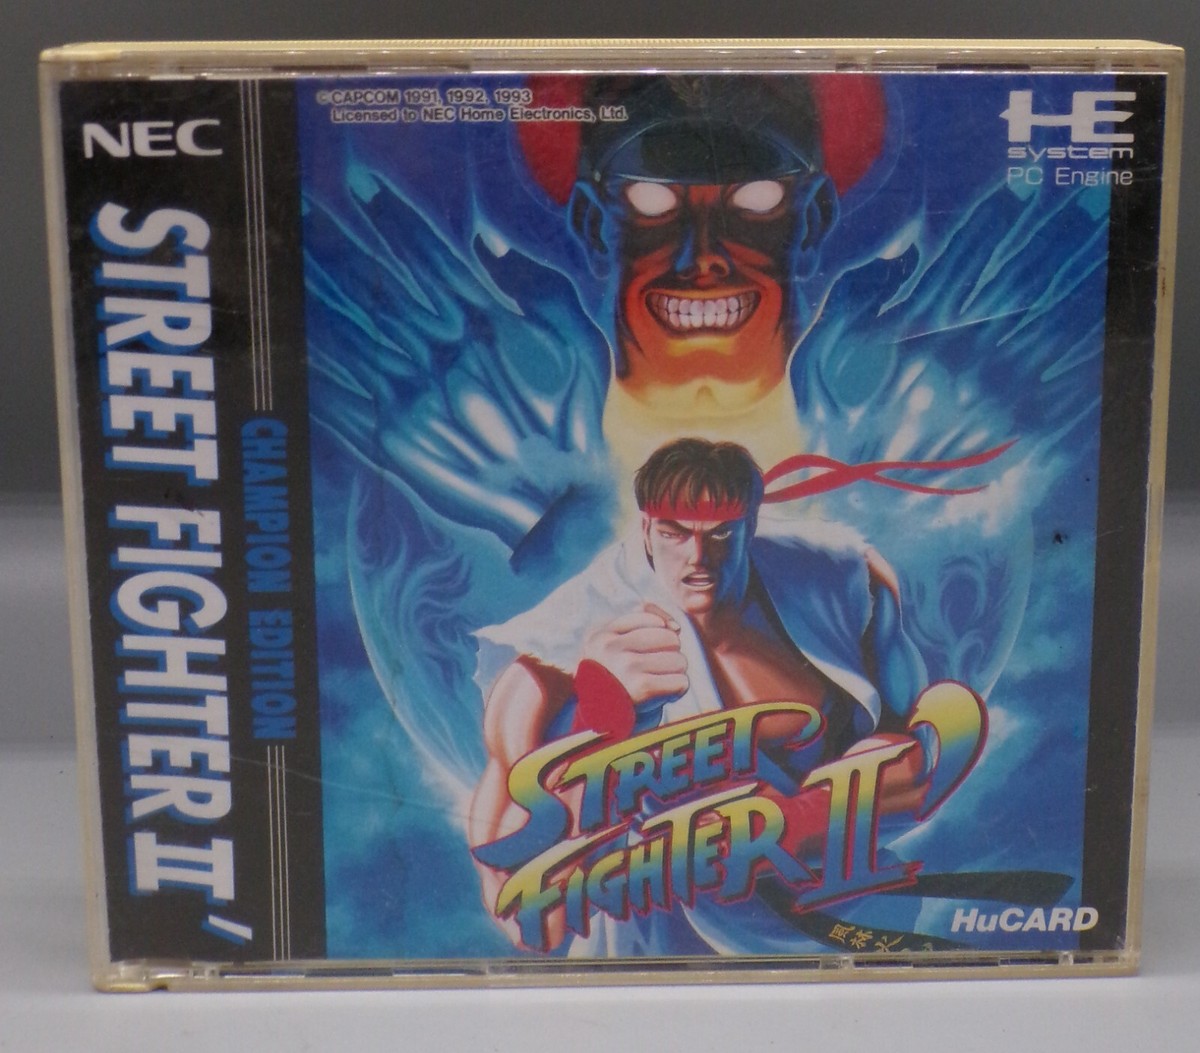 NEC
STREET FIGHTER II'
CHAMPION EDITION
©CAPCOM 1991, 1992, 1993
Licensed to NEC Home Electronics, Ltd.
HE
system
PC Engine
STREET
FIGHTER II'
HuCARD